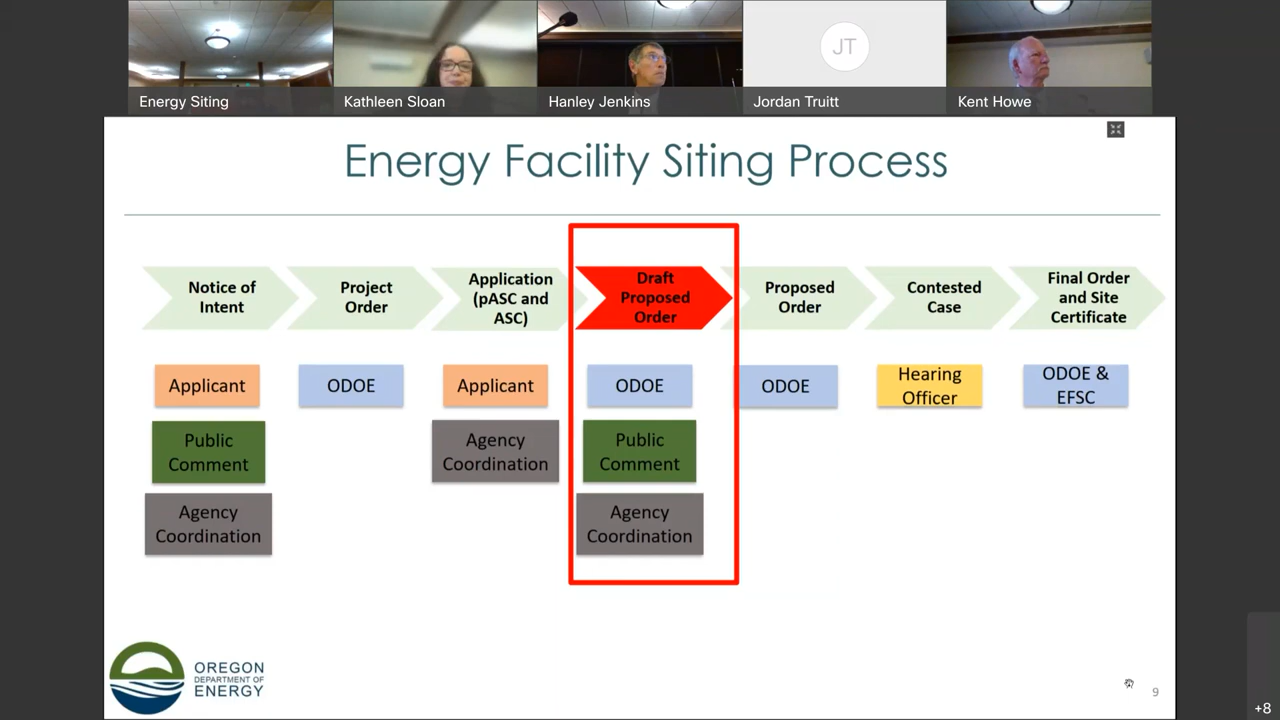 JT
Energy Siting
Kathleen Sloan
Hanley Jenkins
Jordan Truitt
Kent Howe
Energy Facility Siting Process
Notice of
Intent
Project
Order
Application
(pASC and
ASC)
Draft
Proposed
Order
Proposed
Order
Contested
Case
Final Order
and Site
Certificate
Applicant
ODOE
Applicant
ODOE
ODOE
Hearing
Officer
ODOE &
EFSC
Public
Comment
Agency
Coordination
Public
Comment
Agency
Coordination
Agency
Coordination
OREGON
DEPARTMENT OF
ENERGY
9
+8